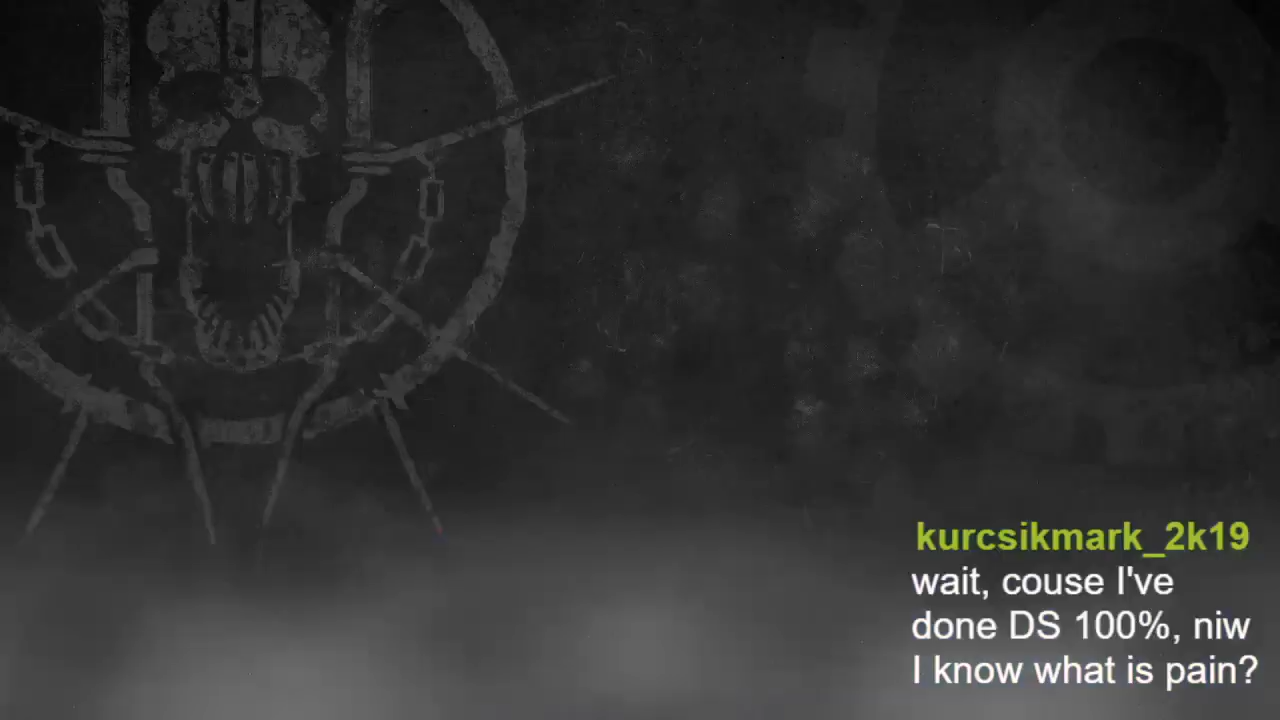 kurcsikmark_2k19
wait, couse I've
done DS 100%, niw
I know what is pain?